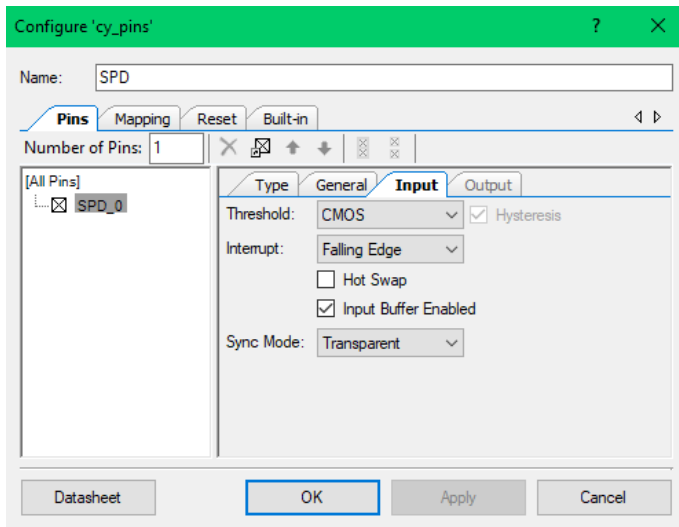 Configure 'cy_pins'
? ×
Name: SPD
Pins Mapping Reset Built-in
Number of Pins: 1
[All Pins]
SPD_0
Type General Input Output
Threshold: CMOS Hysteresis
Interrupt: Falling Edge
Hot Swap
Input Buffer Enabled
Sync Mode: Transparent
Datasheet OK Apply Cancel